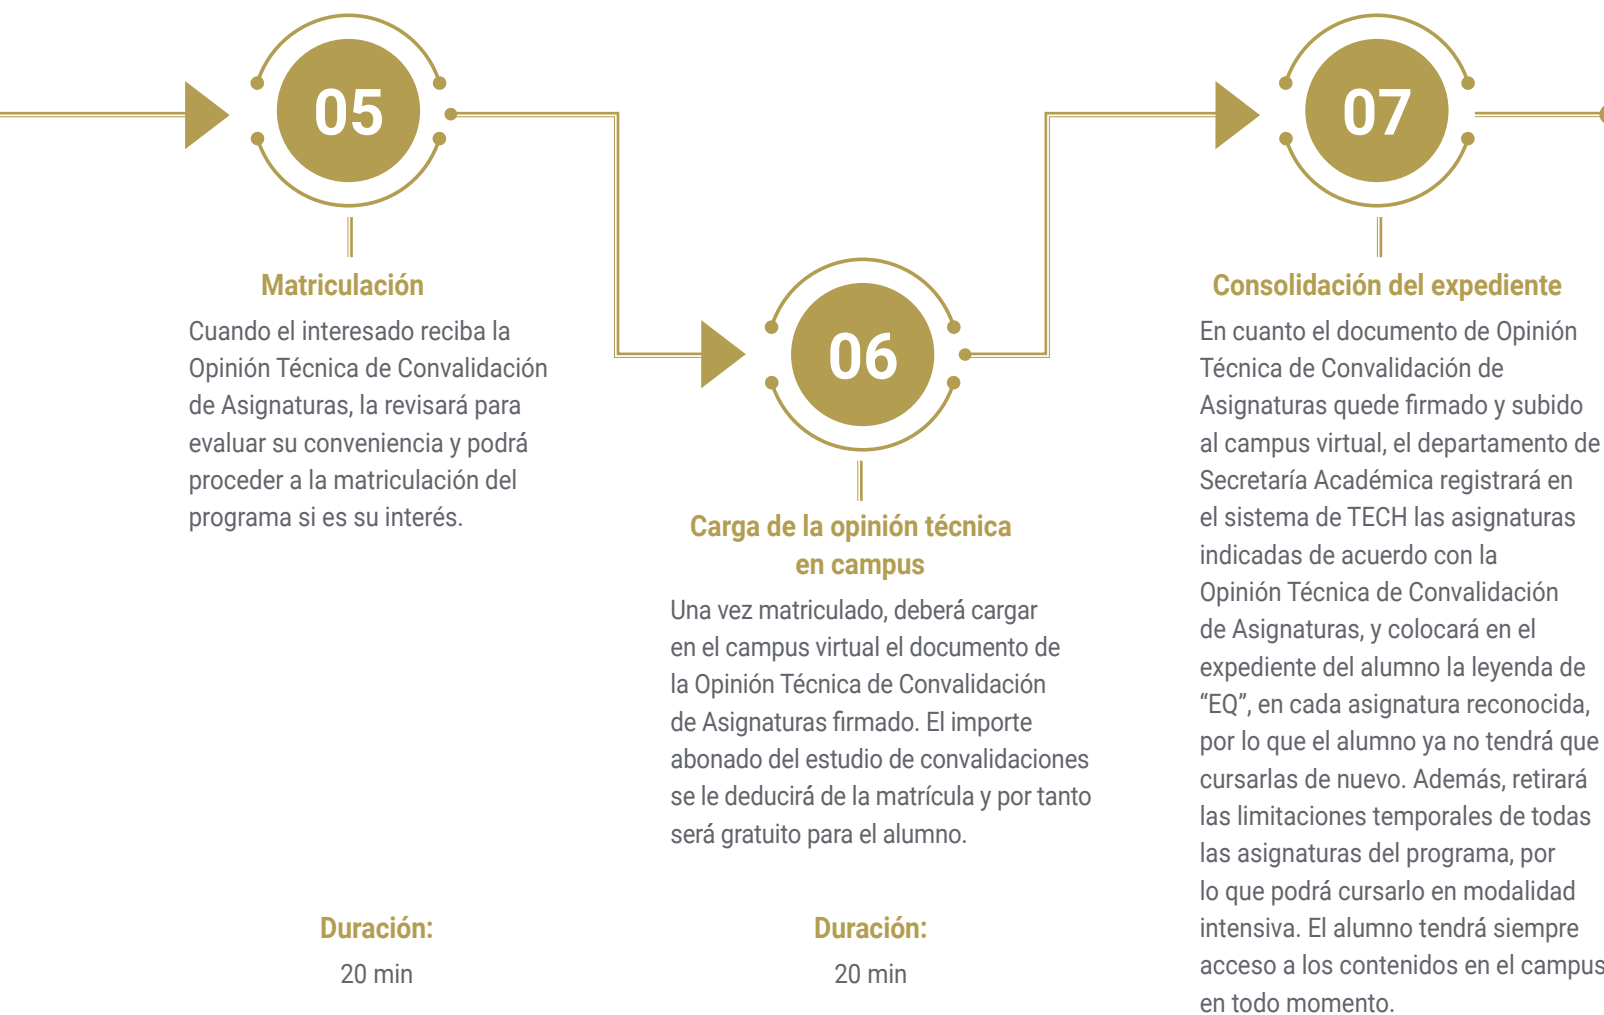 05
Matriculación
Cuando el interesado reciba la
Opinión Técnica de Convalidación
de Asignaturas, la revisará para
evaluar su conveniencia y podrá
proceder a la matriculación del
programa si es su interés.
Duración:
20 min
06
Carga de la opinión técnica
en campus
Una vez matriculado, deberá cargar
en el campus virtual el documento de
la Opinión Técnica de Convalidación
de Asignaturas firmado. El importe
abonado del estudio de convalidaciones
se le deducirá de la matrícula y por tanto
será gratuito para el alumno.
Duración:
20 min
07
Consolidación del expediente
En cuanto el documento de Opinión
Técnica de Convalidación de
Asignaturas quede firmado y subido
al campus virtual, el departamento de
Secretaría Académica registrará en
el sistema de TECH las asignaturas
indicadas de acuerdo con la
Opinión Técnica de Convalidación
de Asignaturas, y colocará en el
expediente del alumno la leyenda de
“EQ”, en cada asignatura reconocida,
por lo que el alumno ya no tendrá que
cursarlas de nuevo. Además, retirará
las limitaciones temporales de todas
las asignaturas del programa, por
lo que podrá cursarlo en modalidad
intensiva. El alumno tendrá siempre
acceso a los contenidos en el campus
en todo momento.